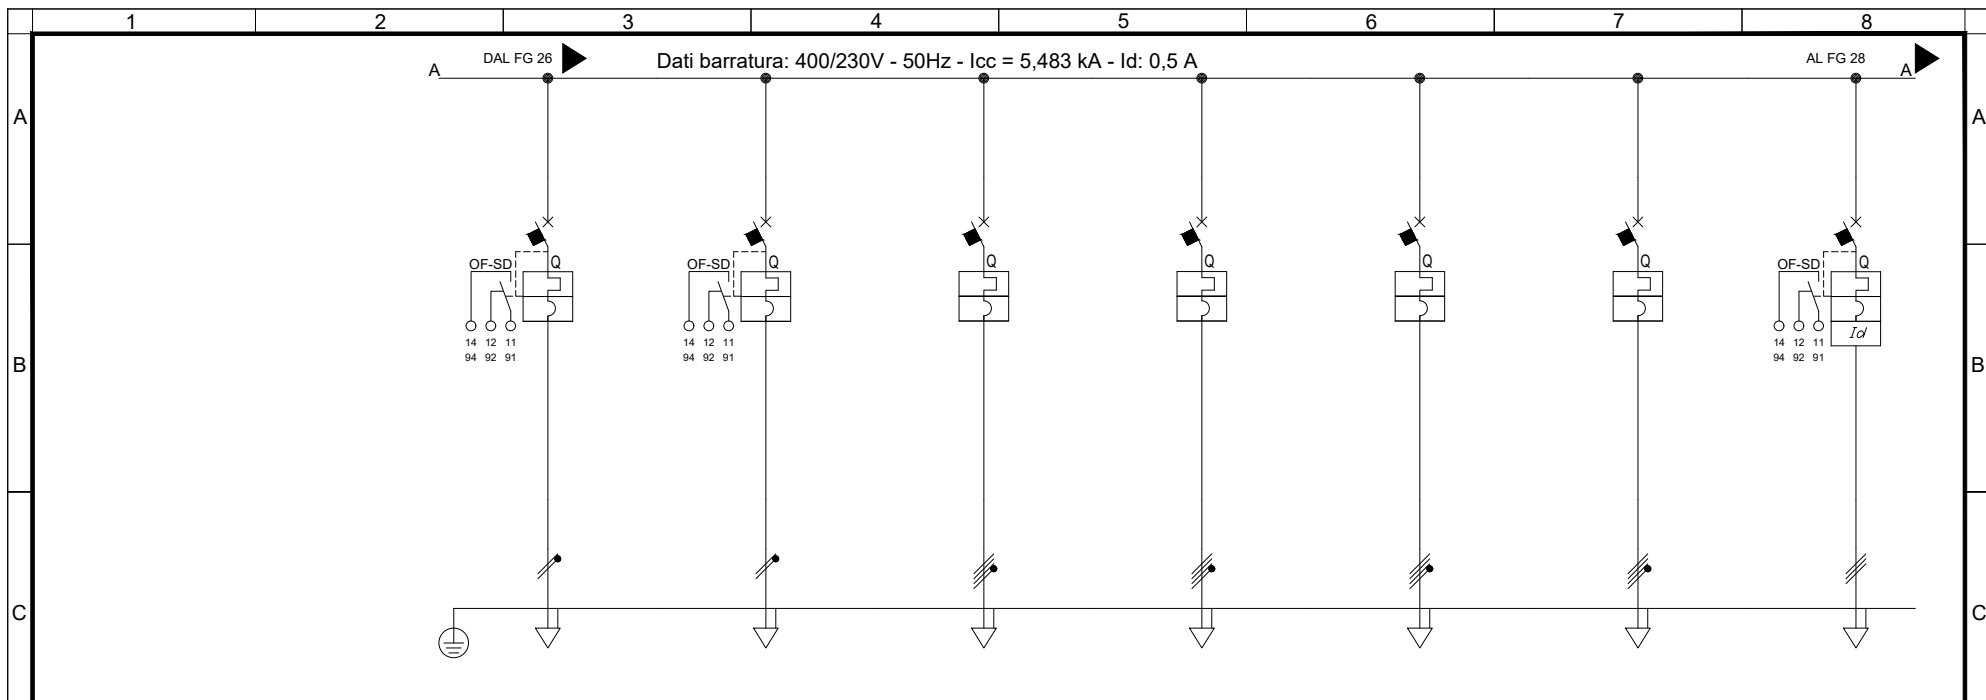 1 2 3 4 5 6 7 8
DAL FG 26 Dati barratura: 400/230V - 50Hz - Icc = 5,483 kA - Id: 0,5 A AL FG 28
A A
A A
OF-SD Q OF-SD Q Q Q Q Q OF-SD Q
14 12 11 14 12 11 14 12 11 Id
94 92 91 94 92 91 94 92 91
B B
C C